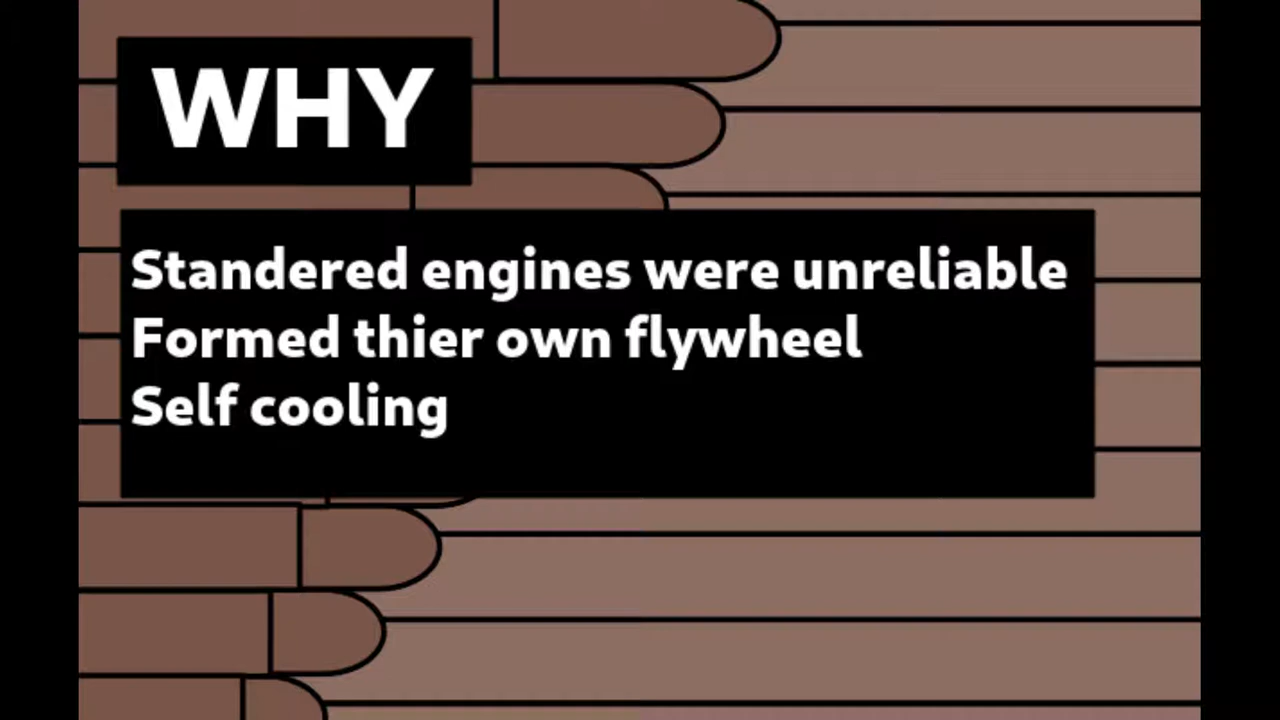 WHY
Standered engines were unreliable
Formed thier own flywheel
Self cooling